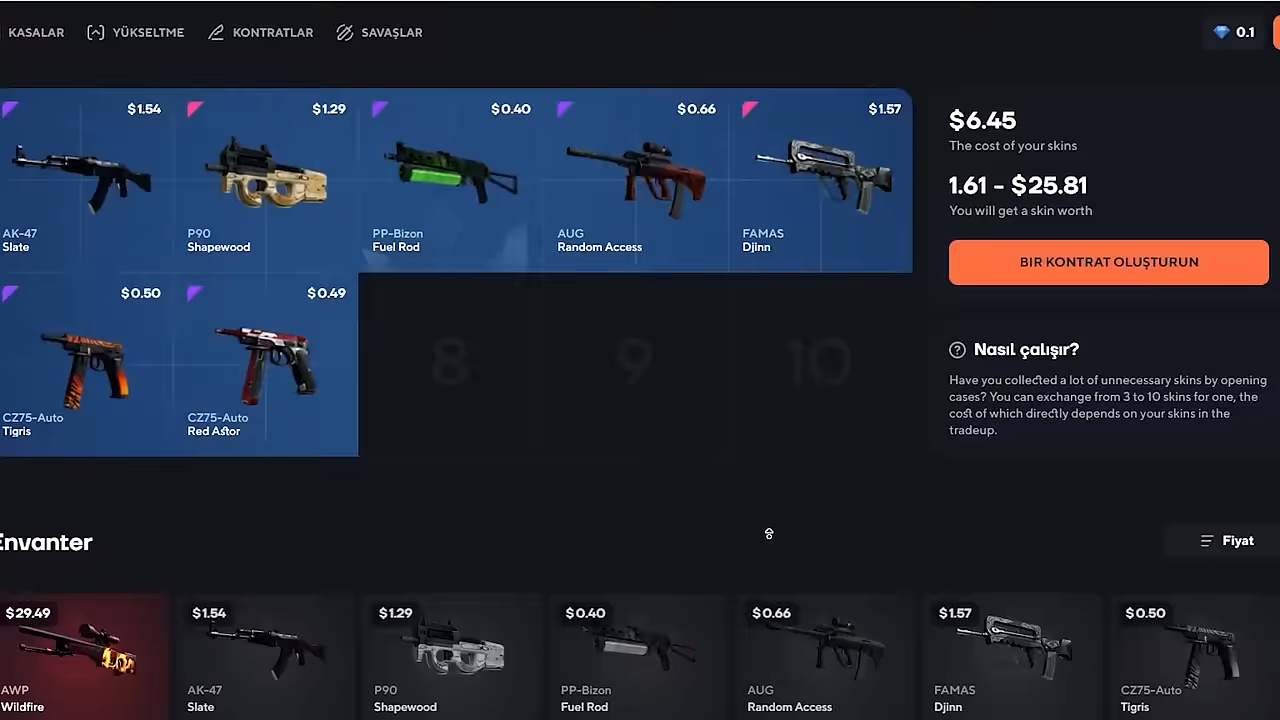 KASALAR YÜKSELTME KONTRATLAR SAVAŞLAR 0.1
$1.54 $1.29 $0.40 $0.66 $1.57
AK-47 P90 PP-Bizon AUG FAMAS
Slate Shapewood Fuel Rod Random Access Djinn
$0.50 $0.49 8 9 10
CZ75-Auto CZ75-Auto
Tigris Red Astor
$6.45
The cost of your skins
1.61 - $25.81
You will get a skin worth
BIR KONTRAT OLUŞTURUN
Nasıl çalışır?
Have you collected a lot of unnecessary skins by opening
cases? You can exchange from 3 to 10 skins for one, the
cost of which directly depends on your skins in the
tradeup.
Envanter Fiyat
$29.49 $1.54 $1.29 $0.40 $0.66 $1.57 $0.50
AWP AK-47 P90 PP-Bizon AUG FAMAS CZ75-Auto
Wildfire Slate Shapewood Fuel Rod Random Access Djinn Tigris